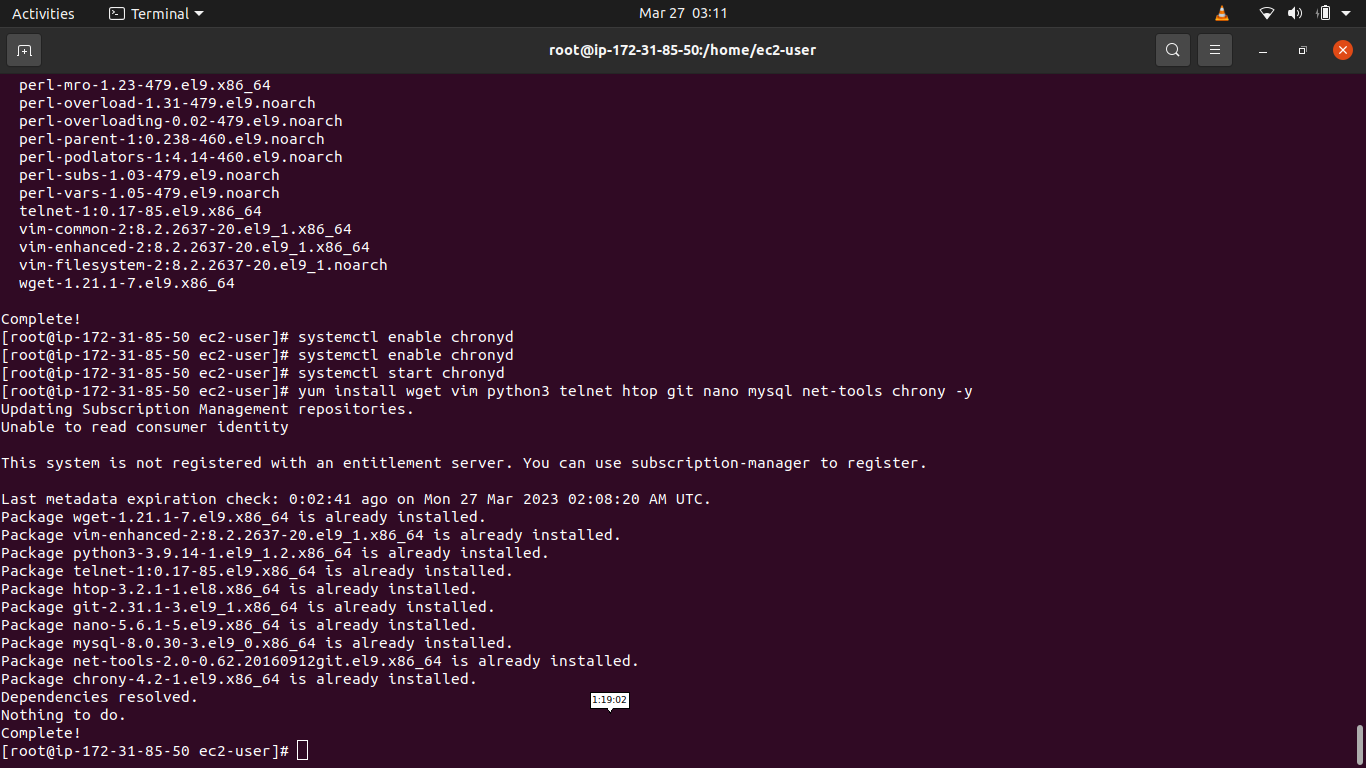 Activities Terminal Mar 27 03:11
root@ip-172-31-85-50:/home/ec2-user
perl-mro-1.23-479.el9.x86_64
perl-overload-1.31-479.el9.noarch
perl-overloading-0.02-479.el9.noarch
perl-parent-1:0.238-460.el9.noarch
perl-podlators-1:4.14-460.el9.noarch
perl-subs-1.03-479.el9.noarch
perl-vars-1.05-479.el9.noarch
telnet-1:0.17-85.el9.x86_64
vim-common-2:8.2.2637-20.el9_1.x86_64
vim-enhanced-2:8.2.2637-20.el9_1.x86_64
vim-filesystem-2:8.2.2637-20.el9_1.noarch
wget-1.21.1-7.el9.x86_64
Complete!
[root@ip-172-31-85-50 ec2-user]# systemctl enable chronyd
[root@ip-172-31-85-50 ec2-user]# systemctl enable chronyd
[root@ip-172-31-85-50 ec2-user]# systemctl start chronyd
[root@ip-172-31-85-50 ec2-user]# yum install wget vim python3 telnet htop git nano mysql net-tools chrony -y
Updating Subscription Management repositories.
Unable to read consumer identity
This system is not registered with an entitlement server. You can use subscription-manager to register.
Last metadata expiration check: 0:02:41 ago on Mon 27 Mar 2023 02:08:20 AM UTC.
Package wget-1.21.1-7.el9.x86_64 is already installed.
Package vim-enhanced-2:8.2.2637-20.el9_1.x86_64 is already installed.
Package python3-3.9.14-1.el9_1.2.x86_64 is already installed.
Package telnet-1:0.17-85.el9.x86_64 is already installed.
Package htop-3.2.1-1.el8.x86_64 is already installed.
Package git-2.31.1-3.el9_1.x86_64 is already installed.
Package nano-5.6.1-5.el9.x86_64 is already installed.
Package mysql-8.0.30-3.el9_0.x86_64 is already installed.
Package net-tools-2.0-0.62.20160912git.el9.x86_64 is already installed.
Package chrony-4.2-1.el9.x86_64 is already installed.
Dependencies resolved.
1:19:02
Nothing to do.
Complete!
[root@ip-172-31-85-50 ec2-user]#